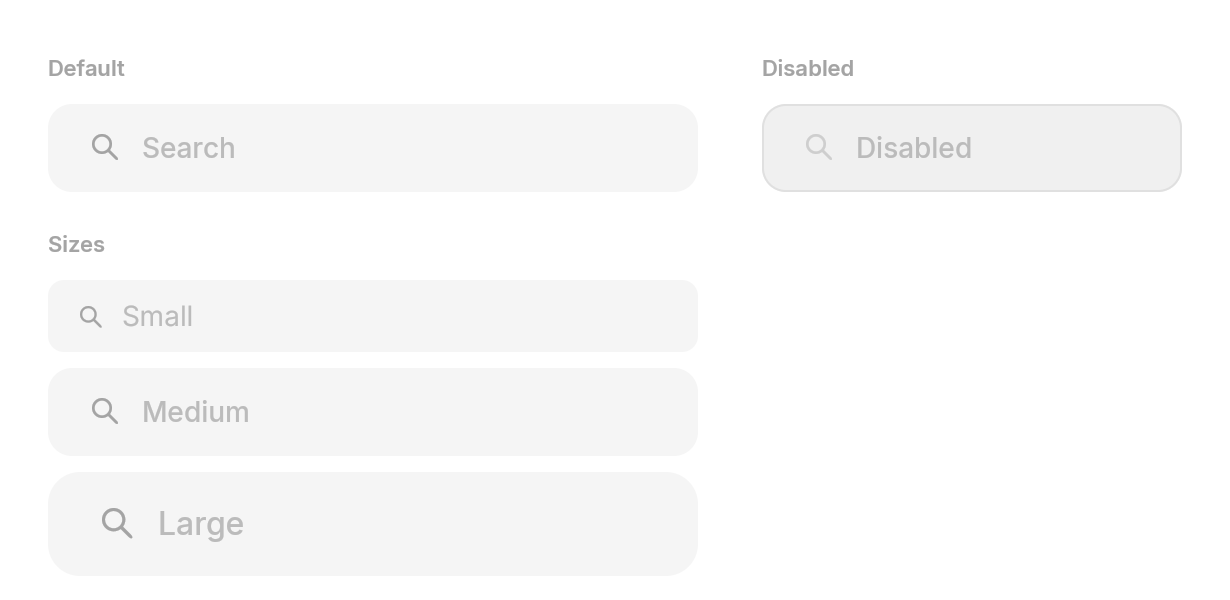 Default
Search
Disabled
Disabled
Sizes
Small
Medium
Large